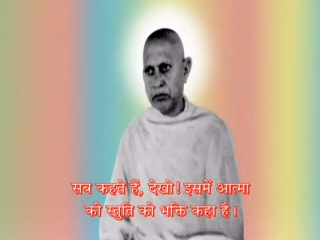 सब कहते हैं, देखो ! इसमें आत्मा
की स्तुति को भक्ति कहा है ।